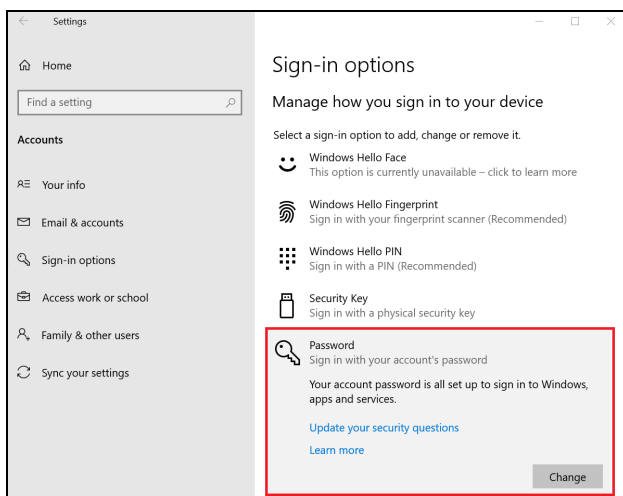 Settings
Home
Find a setting
Accounts
Your info
Email & accounts
Sign-in options
Access work or school
Family & other users
Sync your settings
Sign-in options
Manage how you sign in to your device
Select a sign-in option to add, change or remove it.
Windows Hello Face
This option is currently unavailable – click to learn more
Windows Hello Fingerprint
Sign in with your fingerprint scanner (Recommended)
Windows Hello PIN
Sign in with a PIN (Recommended)
Security Key
Sign in with a physical security key
Password
Sign in with your account's password
Your account password is all set up to sign in to Windows,
apps and services.
Update your security questions
Learn more
Change